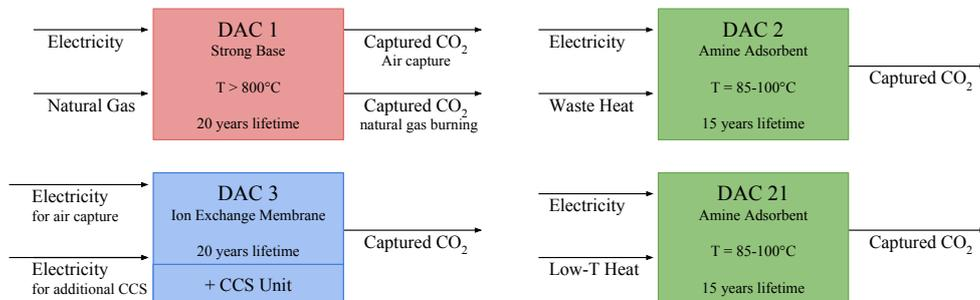 DAC 1
Strong Base
T > 800°C
20 years lifetime
Electricity
Natural Gas
Captured CO2
Air capture
Captured CO2
natural gas burning
DAC 2
Amine Adsorbent
T = 85-100°C
15 years lifetime
Electricity
Waste Heat
Captured CO2
DAC 3
Ion Exchange Membrane
20 years lifetime
+ CCS Unit
Electricity
for air capture
Electricity
for additional CCS
Captured CO2
DAC 21
Amine Adsorbent
T = 85-100°C
15 years lifetime
Electricity
Low-T Heat
Captured CO2